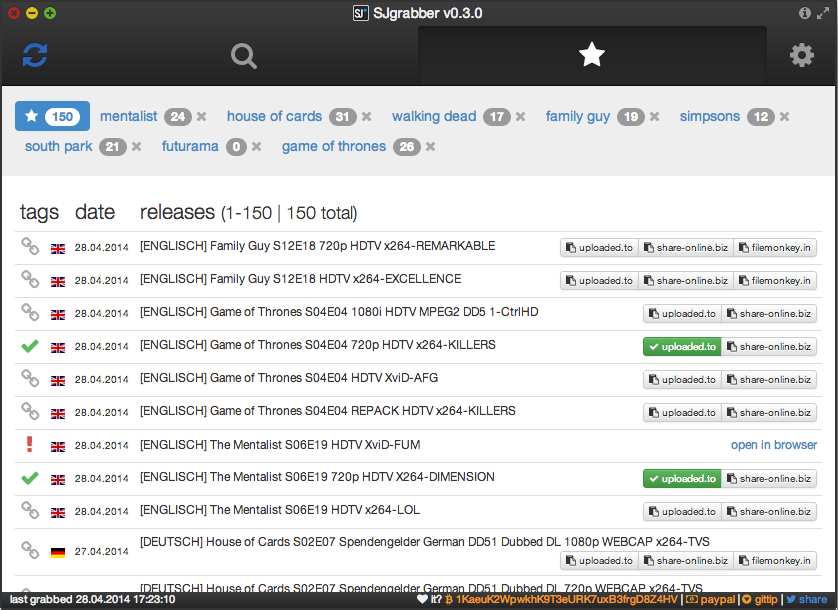 SJ SJgrabber v0.3.0
150 mentalist 24 house of cards 31 walking dead 17 family guy 19 simpsons 12
south park 21 futurama 0 game of thrones 26
tags date releases (1-150 | 150 total)
28.04.2014 [ENGLISCH] Family Guy S12E18 720p HDTV x264-REMARKABLE uploaded.to share-online.biz filemonkey.in
28.04.2014 [ENGLISCH] Family Guy S12E18 HDTV x264-EXCELLENCE uploaded.to share-online.biz filemonkey.in
28.04.2014 [ENGLISCH] Game of Thrones S04E04 1080i HDTV MPEG2 DD5 1-CtrlHD uploaded.to share-online.biz
28.04.2014 [ENGLISCH] Game of Thrones S04E04 720p HDTV x264-KILLERS uploaded.to share-online.biz
28.04.2014 [ENGLISCH] Game of Thrones S04E04 HDTV XviD-AFG uploaded.to share-online.biz
28.04.2014 [ENGLISCH] Game of Thrones S04E04 REPACK HDTV x264-KILLERS uploaded.to share-online.biz
28.04.2014 [ENGLISCH] The Mentalist S06E19 HDTV XviD-FUM open in browser
28.04.2014 [ENGLISCH] The Mentalist S06E19 720p HDTV X264-DIMENSION uploaded.to share-online.biz
28.04.2014 [ENGLISCH] The Mentalist S06E19 HDTV x264-LOL uploaded.to share-online.biz
27.04.2014 [DEUTSCH] House of Cards S02E07 Spendengelder German DD51 Dubbed DL 1080p WEBCAP x264-TVS
uploaded.to share-online.biz filemonkey.in
[DEUTSCH] House of Cards S02E07 Spendengelder German DD51 Dubbed DL 720p WEBCAP x264-TVS
last grabbed 28.04.2014 17:23:10 it? 1KaeuK2WpwkhK9T3eURK7uxB3frgD8Z4HV | paypal | gittip | share